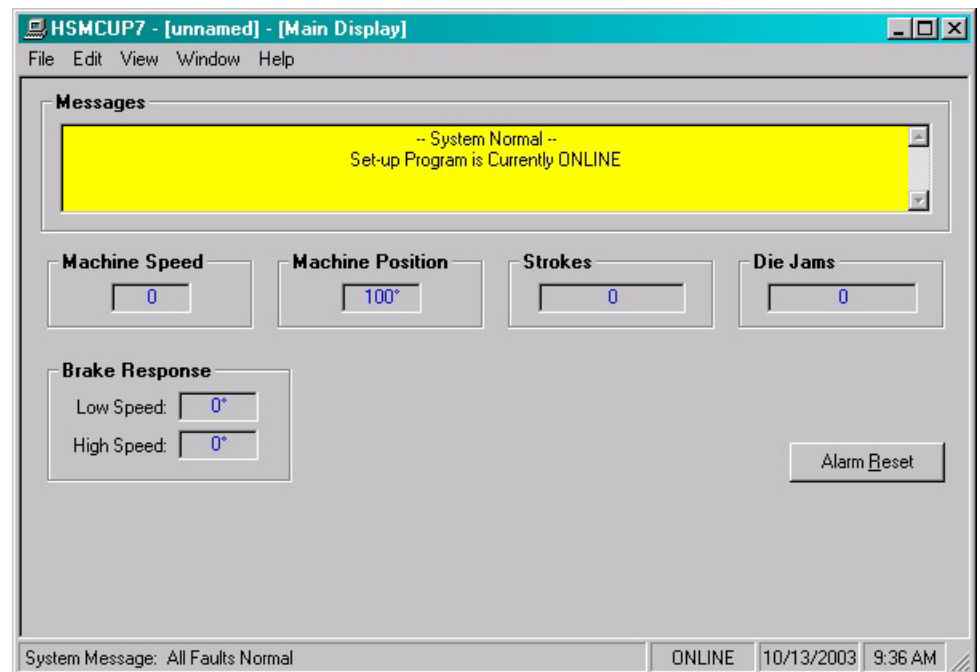 HSMCUP7 - [unnamed] - [Main Display]
File Edit View Window Help
Messages
-- System Normal --
Set-up Program is Currently ONLINE
Machine Speed Machine Position Strokes Die Jams
0 100° 0 0
Brake Response
Low Speed: 0°
High Speed: 0°
Alarm Reset
System Message: All Faults Normal ONLINE 10/13/2003 9:36 AM